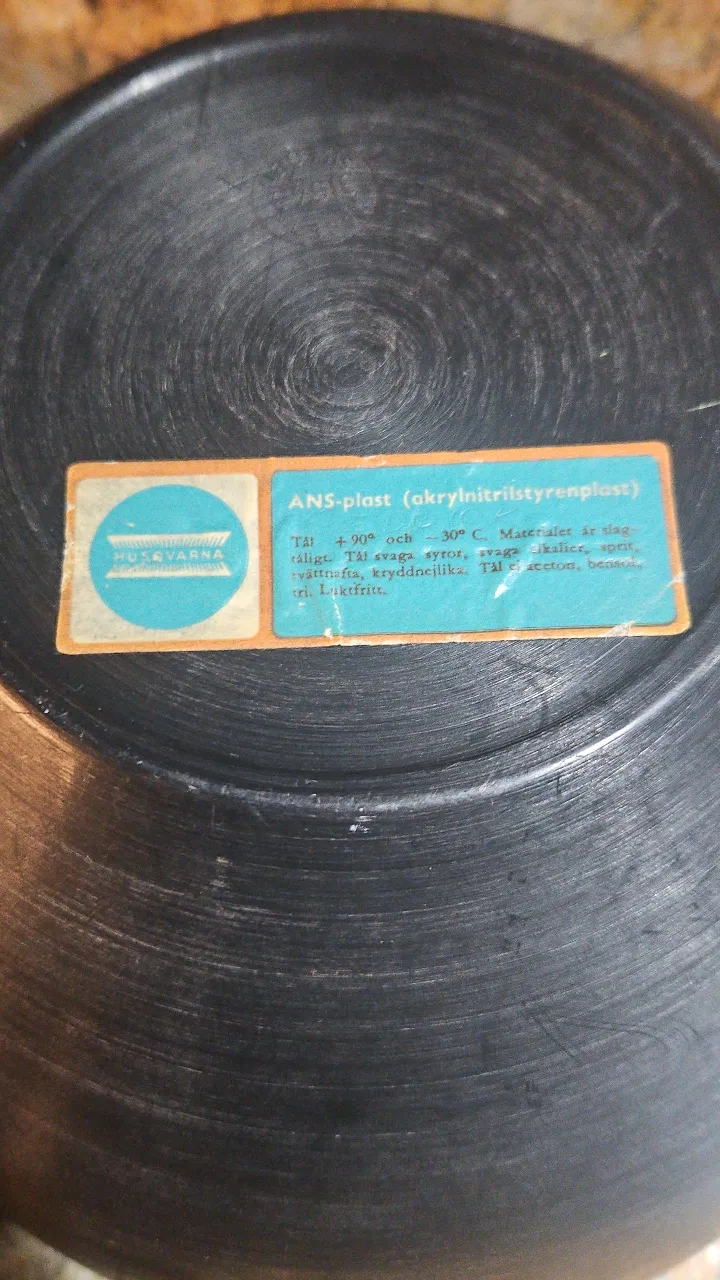 HUSQVARNA
ANS-plast (akrylnitrilstyrenplast)
Tål +90° och −30° C. Materialet är slag-
tåligt. Tål svaga syror, svaga alkalier, sprit,
tvättnafta, kryddnejlika. Tål ej aceton, bensol,
tri. Luktfritt.